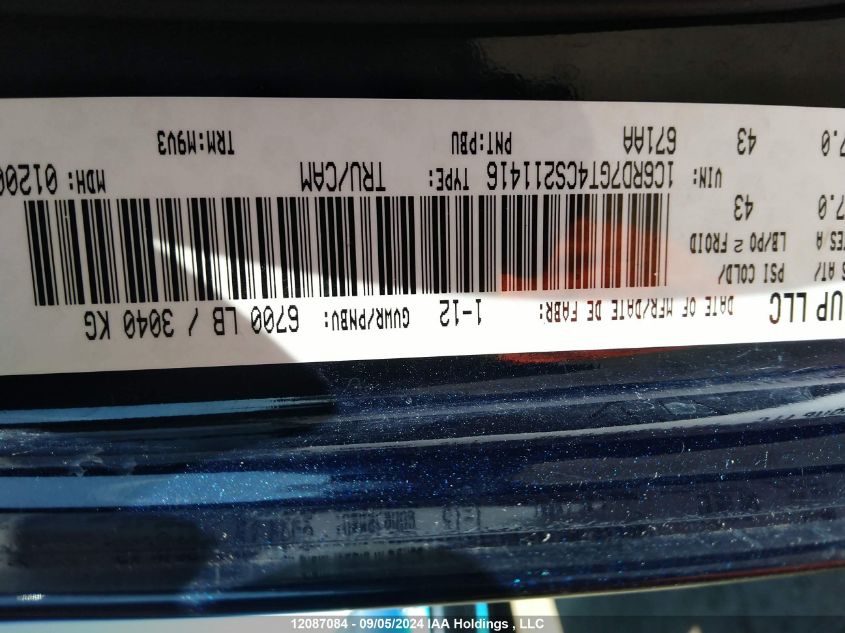 UP LLC DATE OF MFR/DATE DE FABR: 1-12 GVWR/PNBV: 6700 LB / 3040 KG
S AT/ PSI COLD/
ES A LB/PO 2 FROID
7.0 43
VIN: 1C6RD7GT4CS211416 TYPE: TRU/CAM MDH: 01200
7.0 43 671AA PNT:PBU TRM:M9V3
12087084 - 09/05/2024 IAA Holdings , LLC